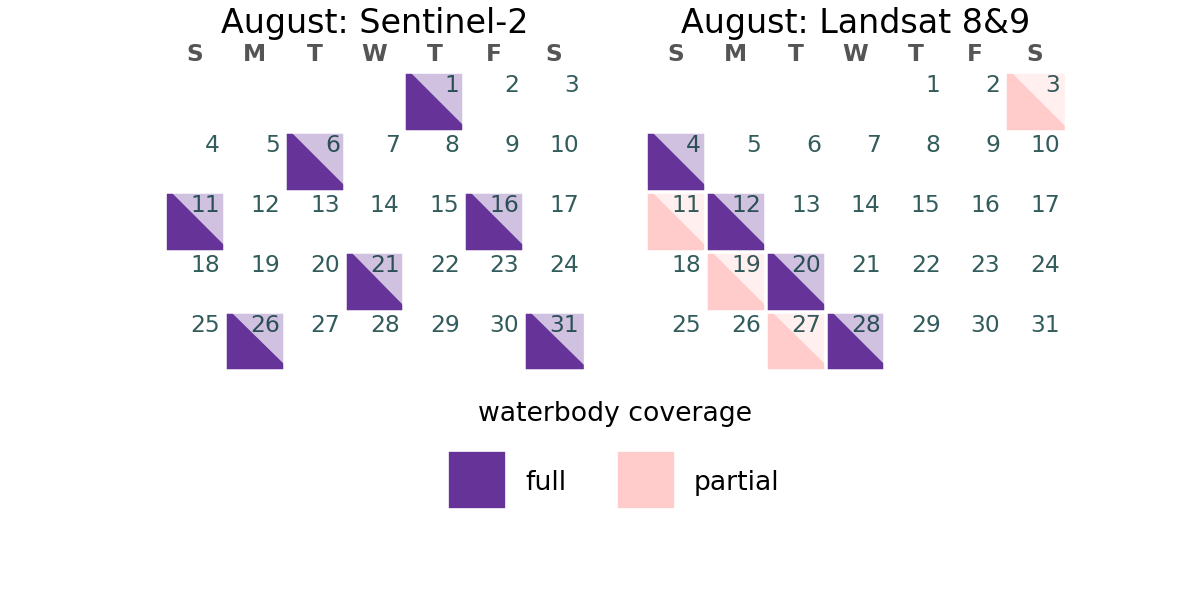 August: Sentinel-2
S M T W T F S
1 2 3
4 5 6 7 8 9 10
11 12 13 14 15 16 17
18 19 20 21 22 23 24
25 26 27 28 29 30 31
August: Landsat 8&9
S M T W T F S
1 2 3
4 5 6 7 8 9 10
11 12 13 14 15 16 17
18 19 20 21 22 23 24
25 26 27 28 29 30 31
waterbody coverage
full
partial